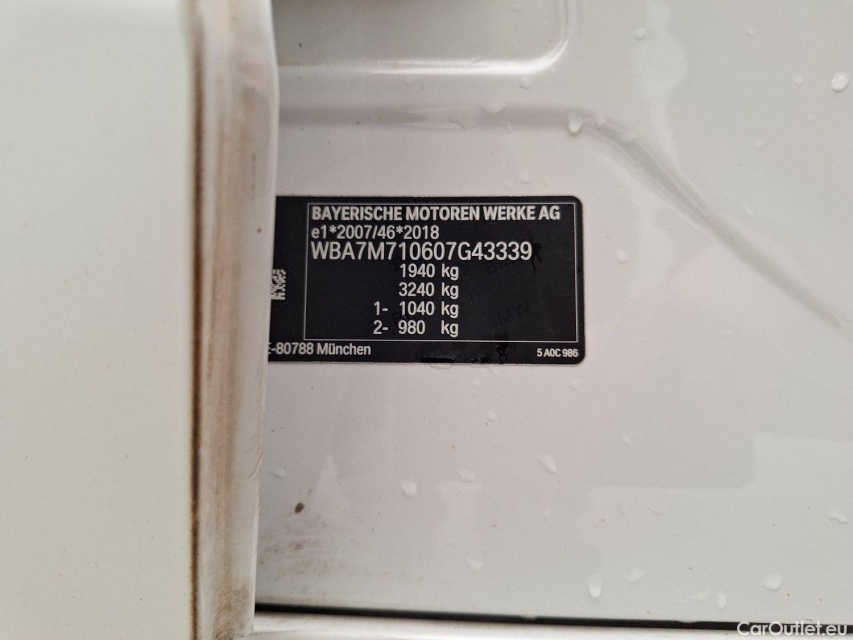 BAYERISCHE MOTOREN WERKE AG
e1*2007/46*2018
WBA7M710607G43339
1940 kg
3240 kg
1- 1040 kg
2- 980 kg
E-80788 München
5 A0C 986
CarOutlet.eu